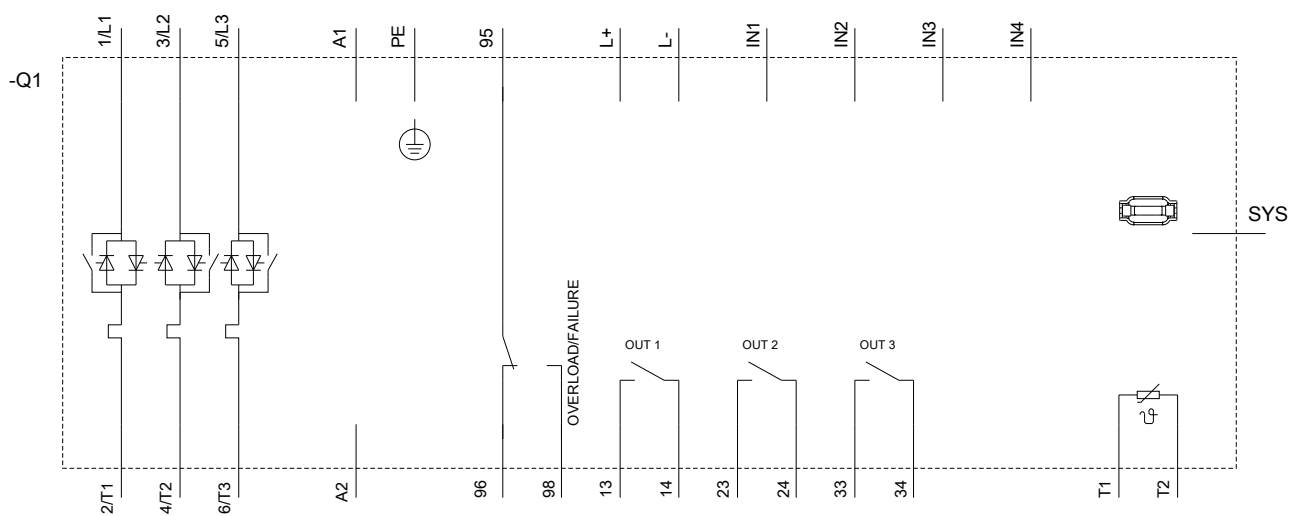 1/L1
3/L2
5/L3
A1
PE
95
L+
L-
IN1
IN2
IN3
IN4
-Q1
SYS
OVERLOAD/FAILURE
OUT 1
OUT 2
OUT 3
ϑ
2/T1
4/T2
6/T3
A2
96
98
13
14
23
24
33
34
T1
T2